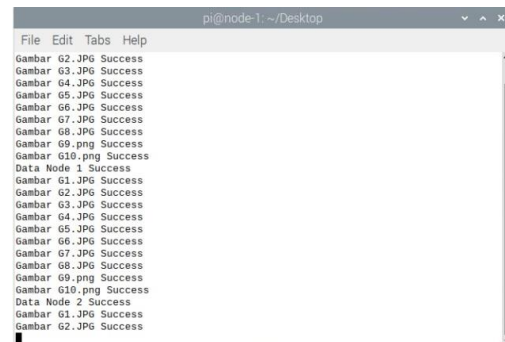 pi@node-1: ~/Desktop
File Edit Tabs Help
Gambar G2.JPG Success
Gambar G3.JPG Success
Gambar G4.JPG Success
Gambar G5.JPG Success
Gambar G6.JPG Success
Gambar G7.JPG Success
Gambar G8.JPG Success
Gambar G9.png Success
Gambar G10.png Success
Data Node 1 Success
Gambar G1.JPG Success
Gambar G2.JPG Success
Gambar G3.JPG Success
Gambar G4.JPG Success
Gambar G5.JPG Success
Gambar G6.JPG Success
Gambar G7.JPG Success
Gambar G8.JPG Success
Gambar G9.png Success
Gambar G10.png Success
Data Node 2 Success
Gambar G1.JPG Success
Gambar G2.JPG Success